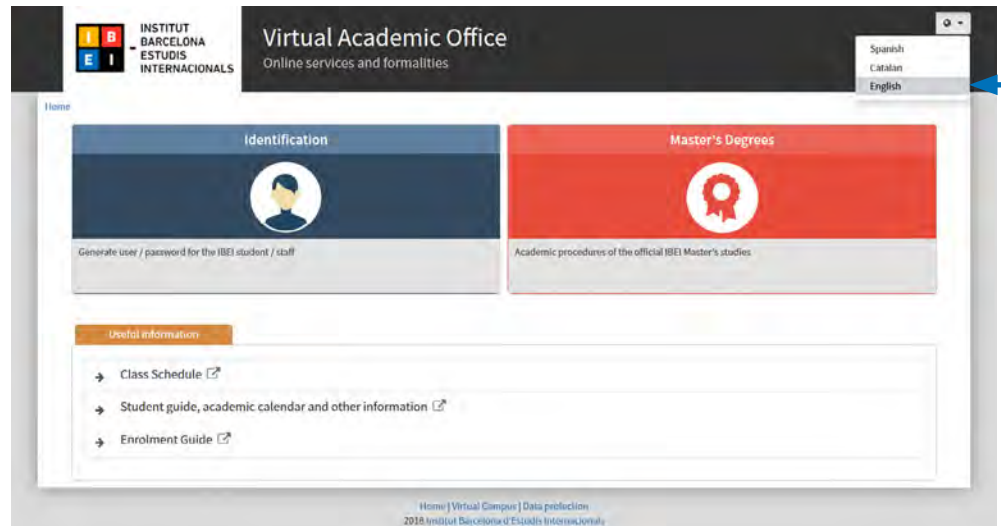 I B
E I
INSTITUT
BARCELONA
ESTUDIS
INTERNACIONALS
Virtual Academic Office
Online services and formalities
Spanish
Catalan
English
Home
Identification
Master's Degrees
Generate user / password for the IBEI student / staff
Academic procedures of the official IBEI Master's studies
Useful information
Class Schedule
Student guide, academic calendar and other information
Enrolment Guide
Home | Virtual Campus | Data protection
2018 Institut Barcelona d'Estudis Internacionals